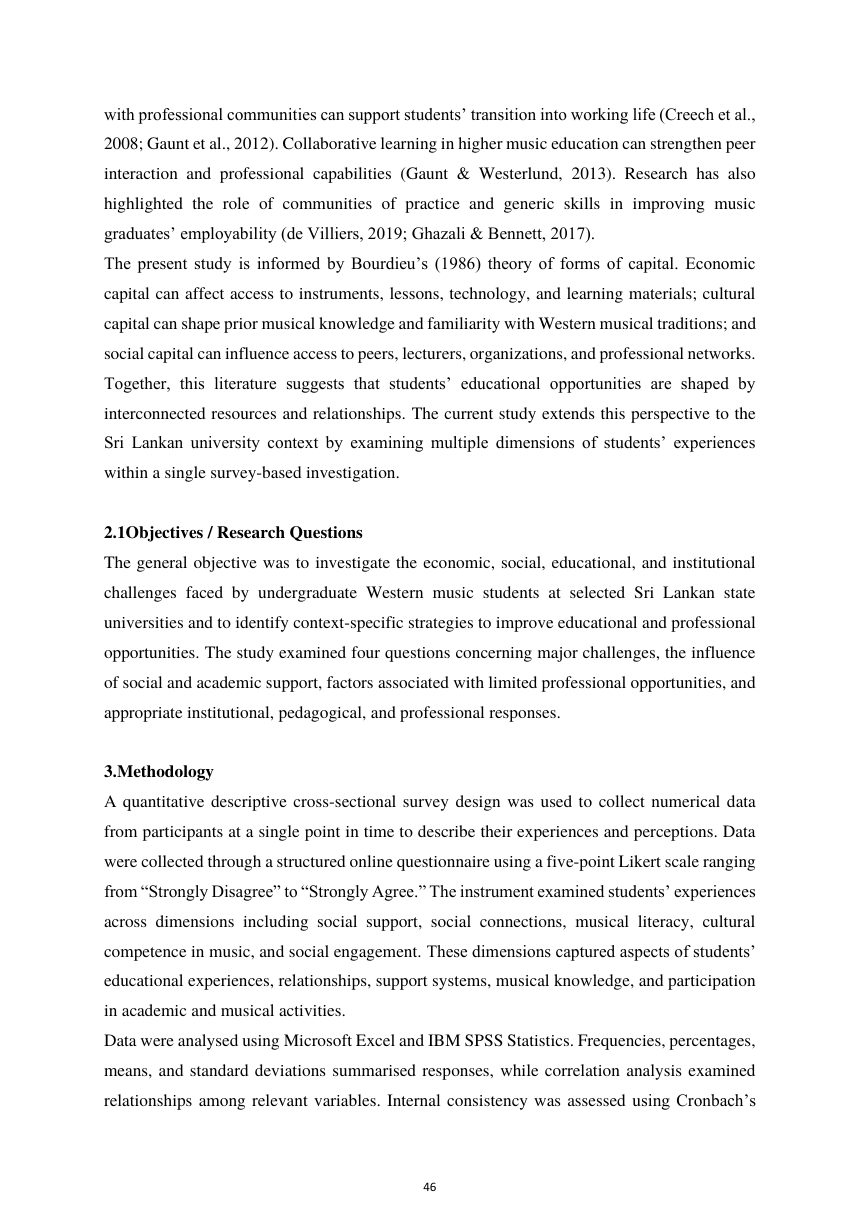 with professional communities can support students’ transition into working life (Creech et al.,
2008; Gaunt et al., 2012). Collaborative learning in higher music education can strengthen peer
interaction and professional capabilities (Gaunt & Westerlund, 2013). Research has also
highlighted the role of communities of practice and generic skills in improving music
graduates’ employability (de Villiers, 2019; Ghazali & Bennett, 2017).
The present study is informed by Bourdieu’s (1986) theory of forms of capital. Economic
capital can affect access to instruments, lessons, technology, and learning materials; cultural
capital can shape prior musical knowledge and familiarity with Western musical traditions; and
social capital can influence access to peers, lecturers, organizations, and professional networks.
Together, this literature suggests that students’ educational opportunities are shaped by
interconnected resources and relationships. The current study extends this perspective to the
Sri Lankan university context by examining multiple dimensions of students’ experiences
within a single survey-based investigation.
2.1Objectives / Research Questions
The general objective was to investigate the economic, social, educational, and institutional
challenges faced by undergraduate Western music students at selected Sri Lankan state
universities and to identify context-specific strategies to improve educational and professional
opportunities. The study examined four questions concerning major challenges, the influence
of social and academic support, factors associated with limited professional opportunities, and
appropriate institutional, pedagogical, and professional responses.
3.Methodology
A quantitative descriptive cross-sectional survey design was used to collect numerical data
from participants at a single point in time to describe their experiences and perceptions. Data
were collected through a structured online questionnaire using a five-point Likert scale ranging
from “Strongly Disagree” to “Strongly Agree.” The instrument examined students’ experiences
across dimensions including social support, social connections, musical literacy, cultural
competence in music, and social engagement. These dimensions captured aspects of students’
educational experiences, relationships, support systems, musical knowledge, and participation
in academic and musical activities.
Data were analysed using Microsoft Excel and IBM SPSS Statistics. Frequencies, percentages,
means, and standard deviations summarised responses, while correlation analysis examined
relationships among relevant variables. Internal consistency was assessed using Cronbach’s
46